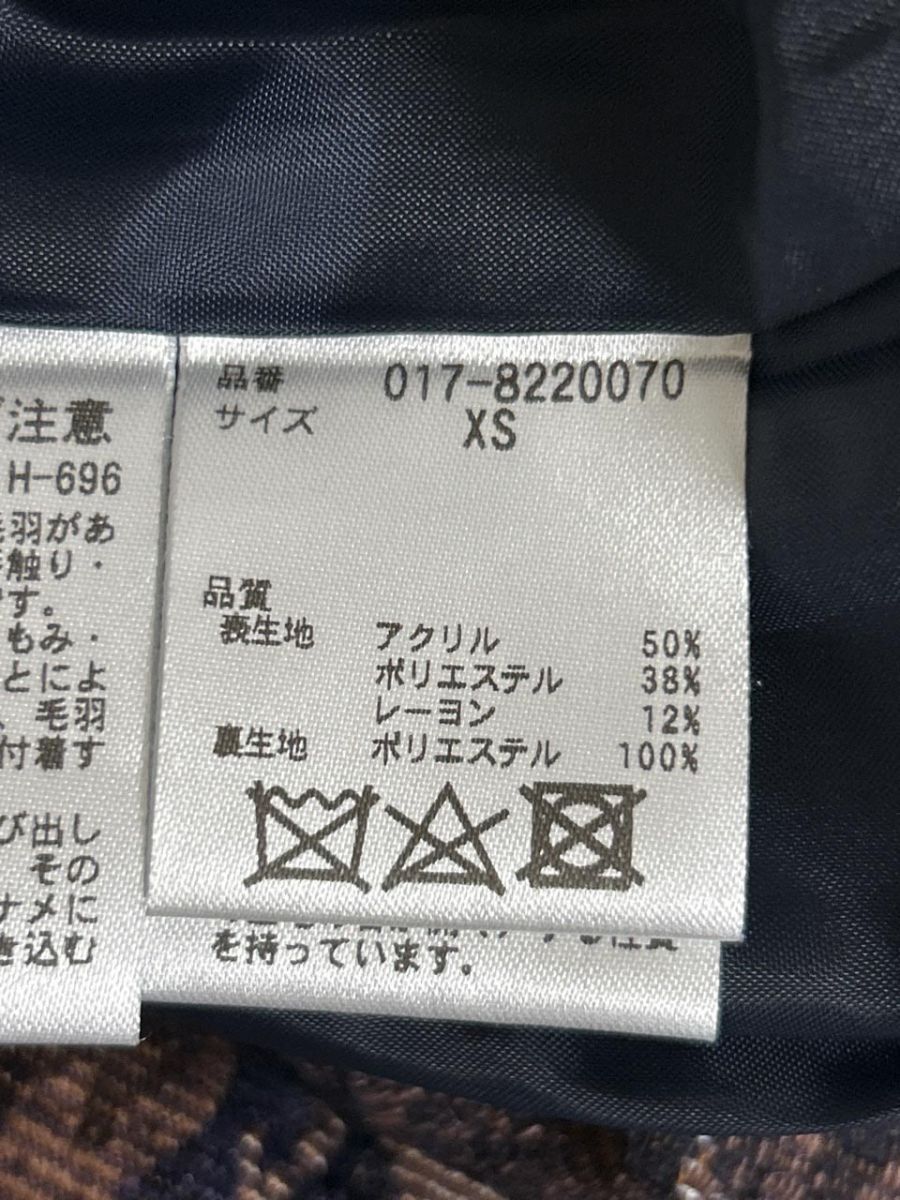 品番 017-8220070
サイズ XS
品質
表生地 アクリル 50%
ポリエステル 38%
レーヨン 12%
裏生地 ポリエステル 100%
を持っています。
注意
H-696
毛羽があ
触り・
す。
もみ・
とによ
、毛羽
付着す
び出し
その
ナメに
き込む